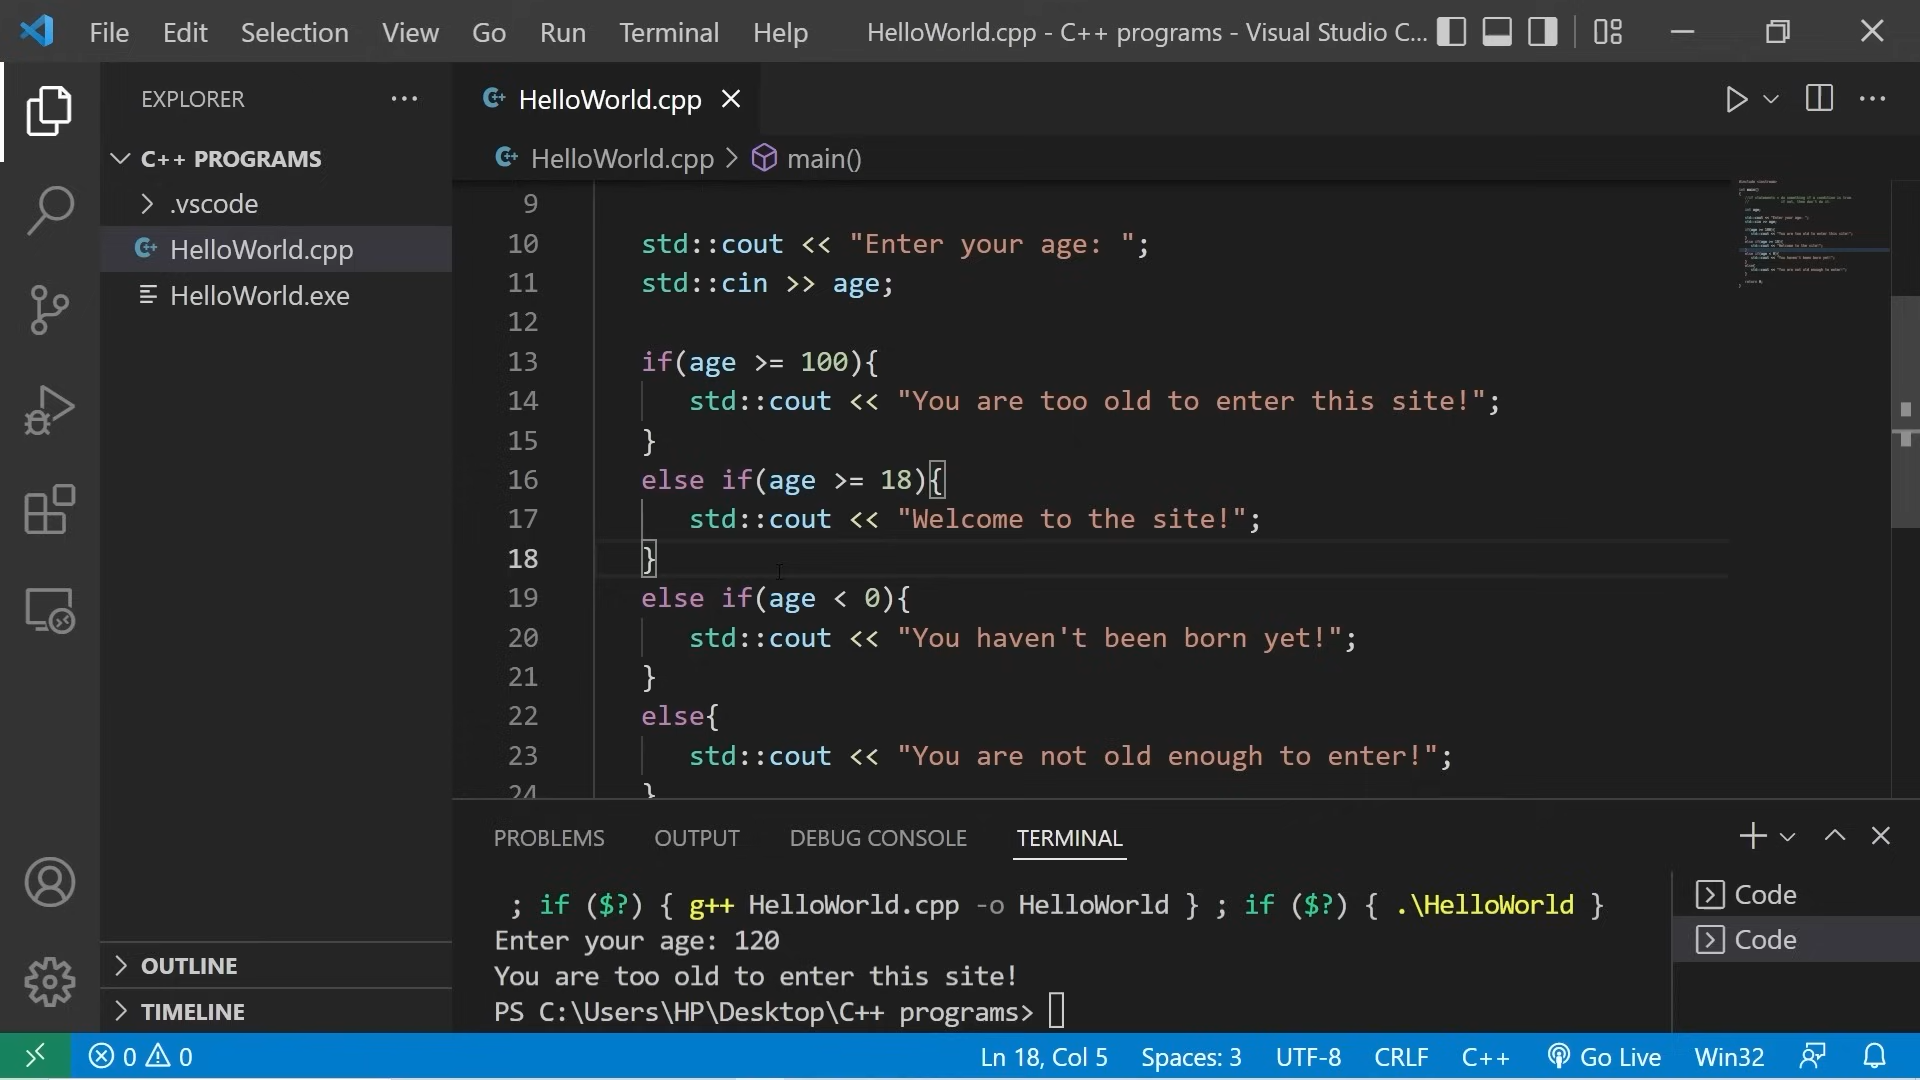 File Edit Selection View Go Run Terminal Help HelloWorld.cpp - C++ programs - Visual Studio C...
EXPLORER
HelloWorld.cpp
C++ PROGRAMS
HelloWorld.cpp > main()
.vscode
HelloWorld.cpp
HelloWorld.exe
9
10 std::cout << "Enter your age: ";
11 std::cin >> age;
12
13 if(age >= 100){
14 std::cout << "You are too old to enter this site!";
15 }
16 else if(age >= 18){
17 std::cout << "Welcome to the site!";
18 }
19 else if(age < 0){
20 std::cout << "You haven't been born yet!";
21 }
22 else{
23 std::cout << "You are not old enough to enter!";
24 }
OUTLINE
TIMELINE
PROBLEMS OUTPUT DEBUG CONSOLE TERMINAL
; if ($?) { g++ HelloWorld.cpp -o HelloWorld } ; if ($?) { .\HelloWorld }
Enter your age: 120
You are too old to enter this site!
PS C:\Users\HP\Desktop\C++ programs>
Code
Code
0 0 Ln 18, Col 5 Spaces: 3 UTF-8 CRLF C++ Go Live Win32